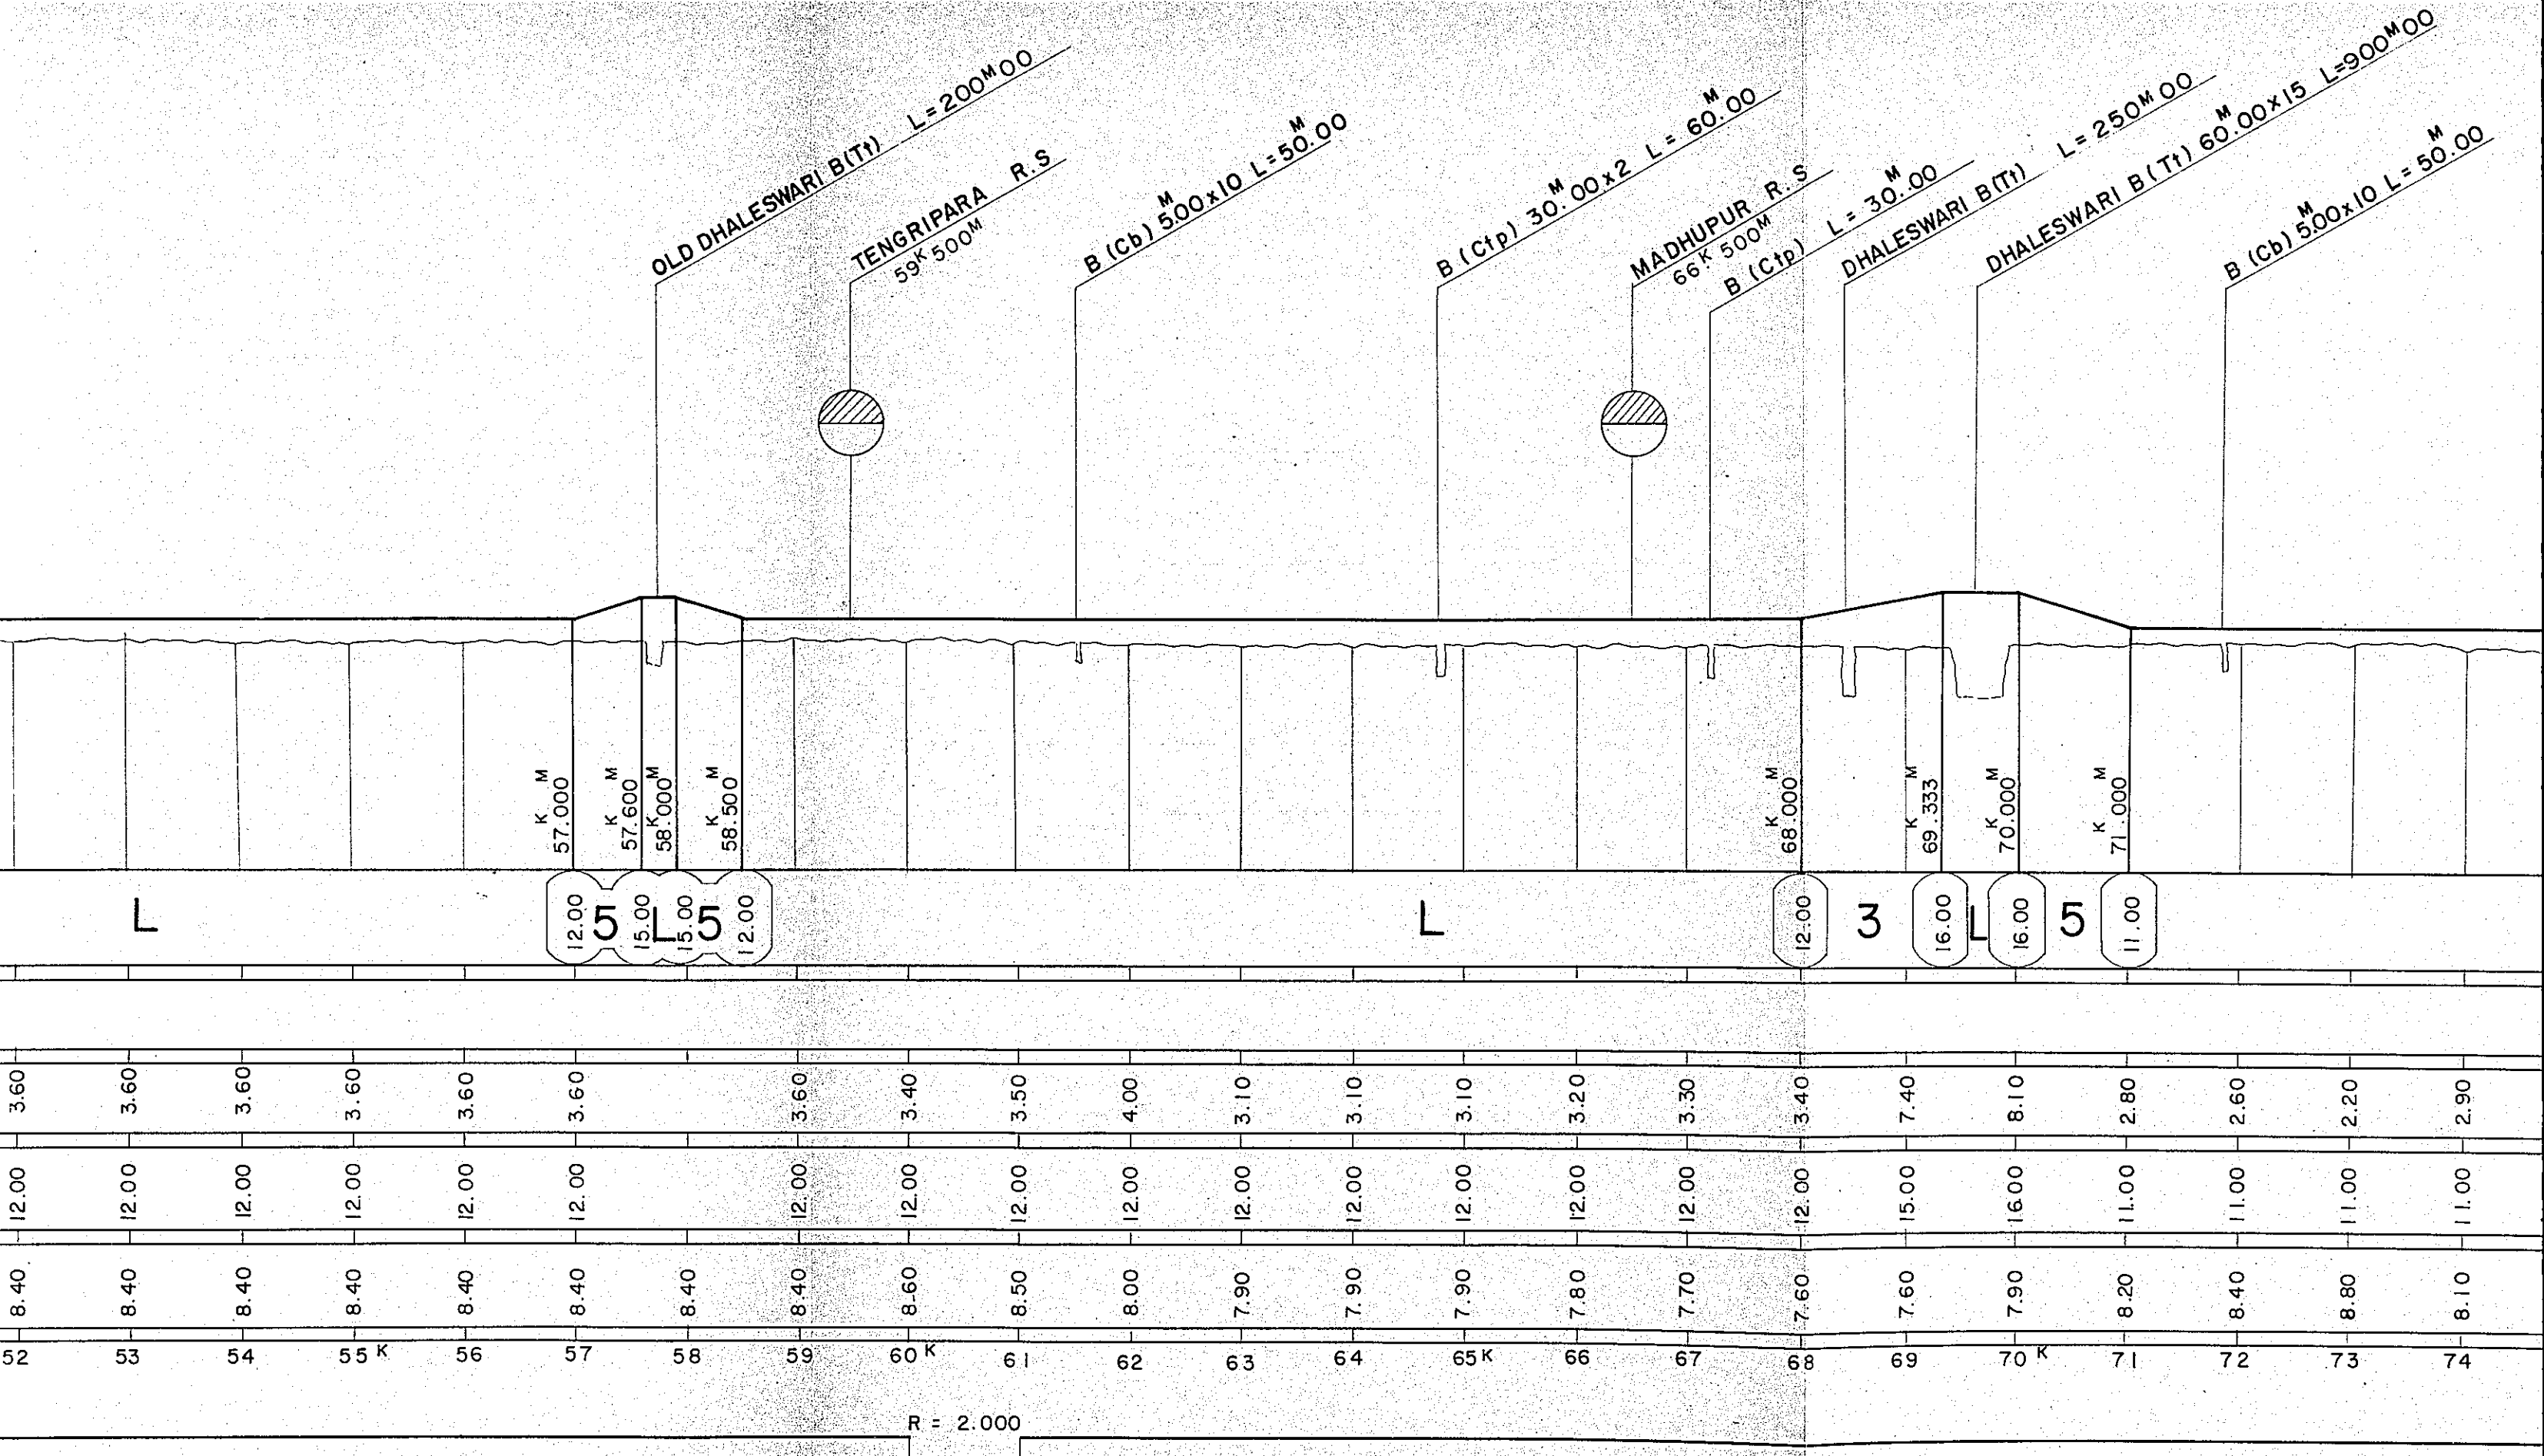 OLD DHALESWARI B(Tt) L=200M00
TENGRIPARA R.S
59K 500M
B (Cb) 5.00Mx10 L=50.00M
B (Ctp) 30.00Mx2 L= 60.00M
MADHUPUR R.S
66K 500M
B (Ctp) L= 30.00M
DHALESWARI B(Tt) L=250M00
DHALESWARI B(Tt) 60.00Mx15 L=900M00
B (Cb) 5.00Mx10 L=50.00M
57.000 K M
57.600 K M
58.000 K M
58.500 K M
68.000 K M
69.333 K M
70.000 K M
71.000 K M
L 12.00 5 15.00 L 15.00 5 12.00 L 12.00 3 16.00 L 16.00 5 11.00
3.60 3.60 3.60 3.60 3.60 3.60 3.60 3.40 3.50 4.00 3.10 3.10 3.10 3.20 3.30 3.40 7.40 8.10 2.80 2.60 2.20 2.90
12.00 12.00 12.00 12.00 12.00 12.00 12.00 12.00 12.00 12.00 12.00 12.00 12.00 12.00 12.00 12.00 15.00 16.00 11.00 11.00 11.00 11.00
8.40 8.40 8.40 8.40 8.40 8.40 8.40 8.40 8-60 8.50 8.00 7.90 7.90 7.90 7.80 7.70 7.60 7.60 7.90 8.20 8.40 8.80 8.10
52 53 54 55K 56 57 58 59 60K 61 62 63 64 65K 66 67 68 69 70K 71 72 73 74
R = 2.000